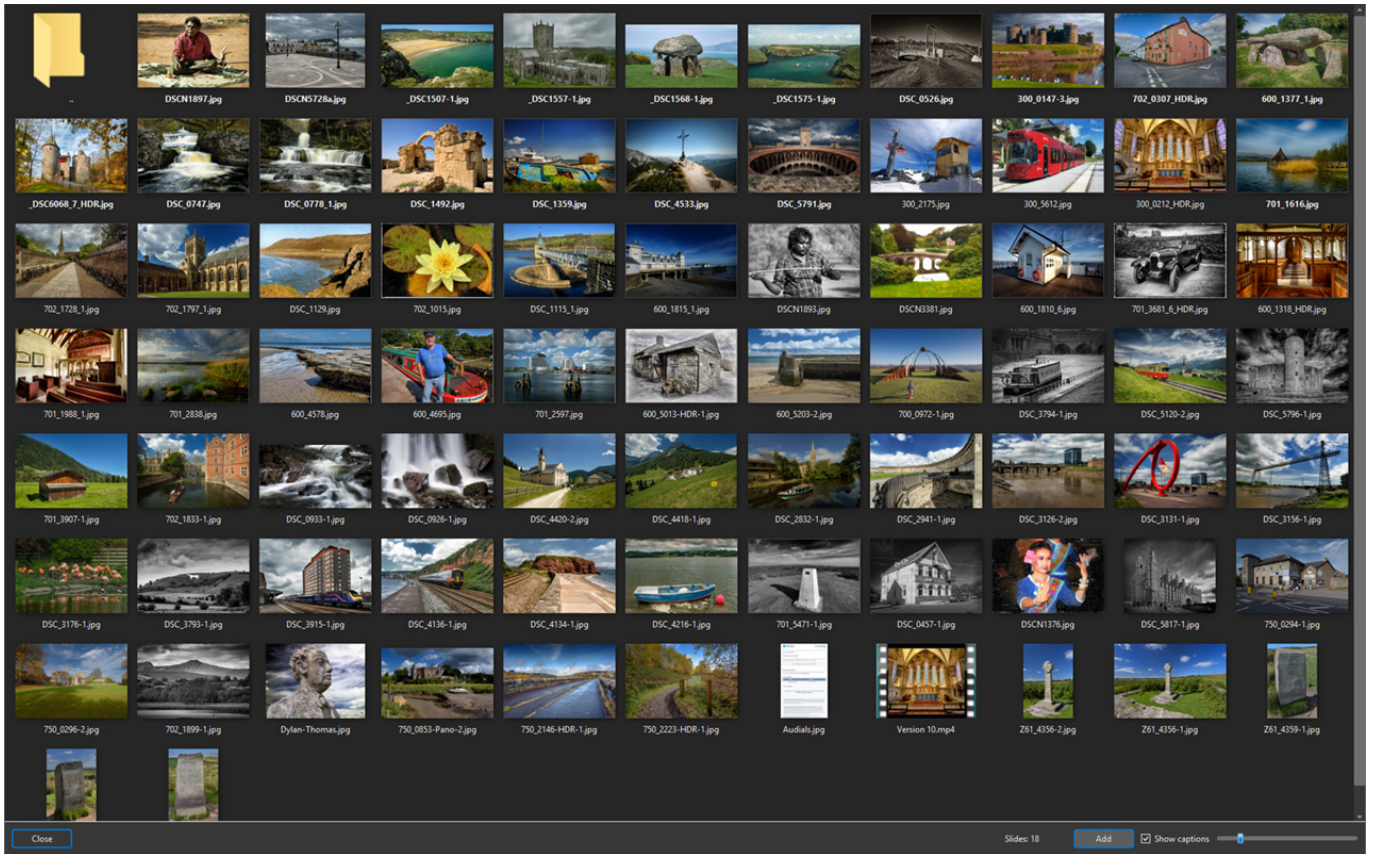 ..
DSCN1897.jpg
DSCN5728a.jpg
_DSC1507-1.jpg
_DSC1557-1.jpg
_DSC1568-1.jpg
_DSC1575-1.jpg
DSC_0526.jpg
300_0147-3.jpg
702_0307_HDR.jpg
600_1377_1.jpg
_DSC6068_7_HDR.jpg
DSC_0747.jpg
DSC_0778_1.jpg
DSC_1492.jpg
DSC_1359.jpg
DSC_4533.jpg
DSC_5791.jpg
300_2175.jpg
300_5612.jpg
300_0212_HDR.jpg
701_1616.jpg
702_1728_1.jpg
702_1797_1.jpg
DSC_1129.jpg
702_1015.jpg
DSC_1115_1.jpg
600_1815_1.jpg
DSCN1893.jpg
DSCN3381.jpg
600_1810_6.jpg
701_3681_6_HDR.jpg
600_1318_HDR.jpg
701_1988_1.jpg
701_2838.jpg
600_4578.jpg
600_4695.jpg
701_2597.jpg
600_5013-HDR-1.jpg
600_5203-2.jpg
700_0972-1.jpg
DSC_3794-1.jpg
DSC_5120-2.jpg
DSC_5796-1.jpg
701_3907-1.jpg
702_1833-1.jpg
DSC_0933-1.jpg
DSC_0926-1.jpg
DSC_4420-2.jpg
DSC_4418-1.jpg
DSC_2832-1.jpg
DSC_2941-1.jpg
DSC_3126-2.jpg
DSC_3131-1.jpg
DSC_3156-1.jpg
DSC_3176-1.jpg
DSC_3793-1.jpg
DSC_3915-1.jpg
DSC_4136-1.jpg
DSC_4134-1.jpg
DSC_4216-1.jpg
701_5471-1.jpg
DSC_0457-1.jpg
DSCN1376.jpg
DSC_5817-1.jpg
750_0294-1.jpg
750_0296-2.jpg
702_1899-1.jpg
Dylan-Thomas.jpg
750_0853-Pano-2.jpg
750_2146-HDR-1.jpg
750_2223-HDR-1.jpg
Audials.jpg
Version 10.mp4
Z61_4356-2.jpg
Z61_4356-1.jpg
Z61_4359-1.jpg
Close
Slides: 18
Add
Show captions